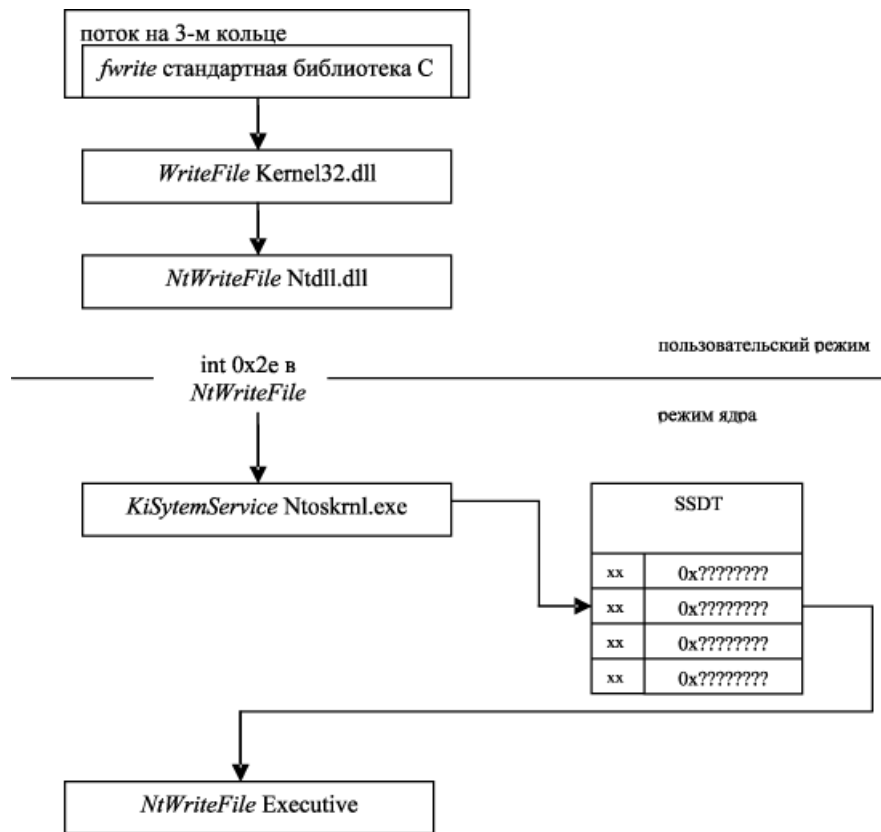 поток на 3-м кольце
fwrite стандартная библиотека C
WriteFile Kernel32.dll
NtWriteFile Ntdll.dll
пользовательский режим
int 0x2e в
NtWriteFile
режим ядра
KiSytemService Ntoskrnl.exe
SSDT
xx 0x????????
xx 0x????????
xx 0x????????
xx 0x????????
NtWriteFile Executive